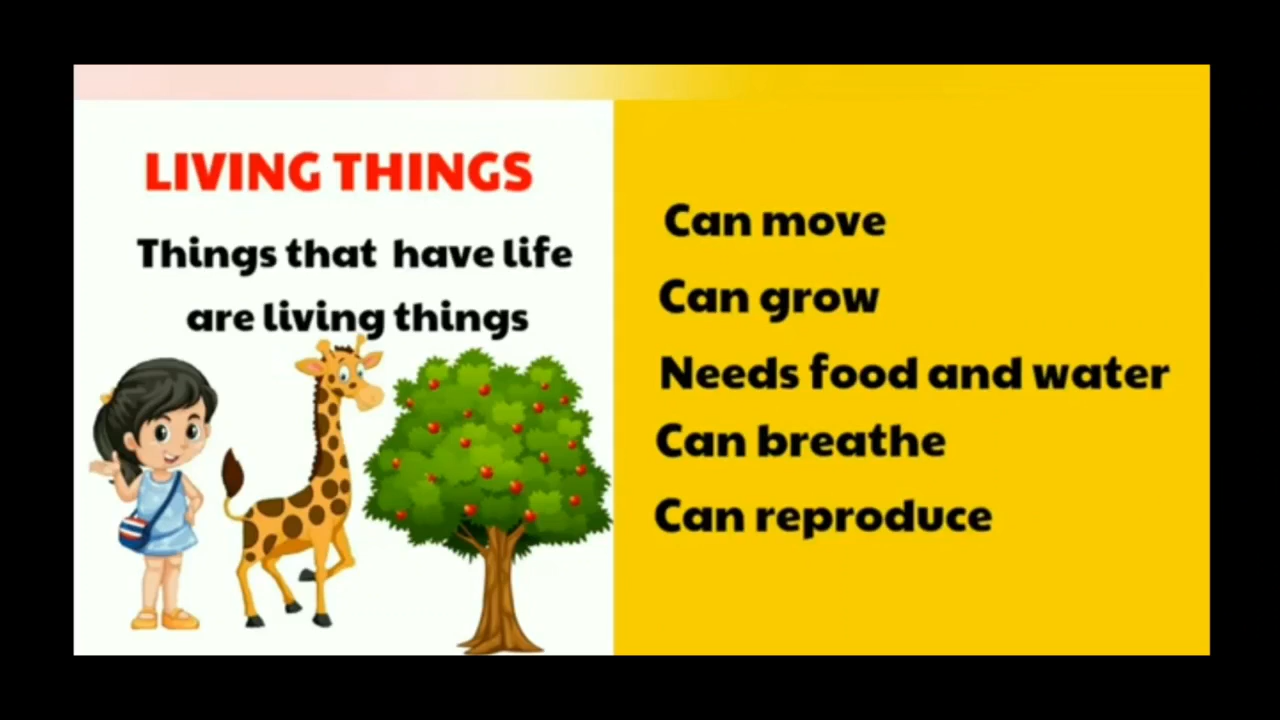 LIVING THINGS
Things that have life
are living things
Can move
Can grow
Needs food and water
Can breathe
Can reproduce